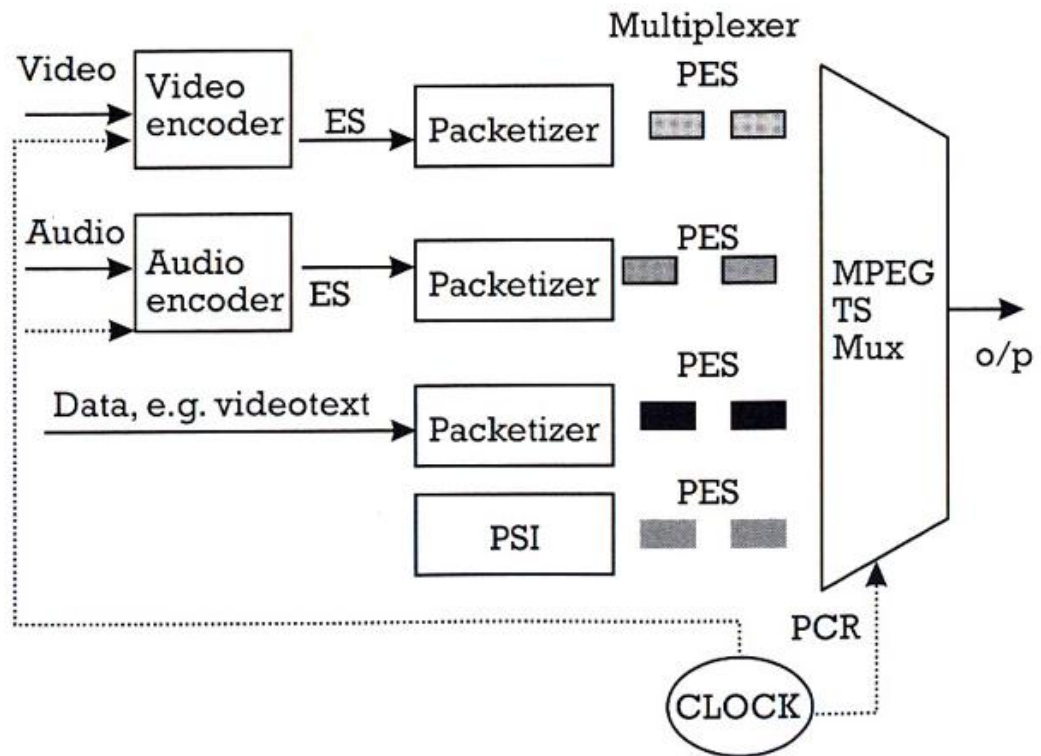 Multiplexer
Video
Video
encoder
ES
Packetizer
PES
Audio
Audio
encoder
ES
Packetizer
PES
MPEG
TS
Mux
o/p
Data, e.g. videotext
Packetizer
PES
PSI
PES
PCR
CLOCK